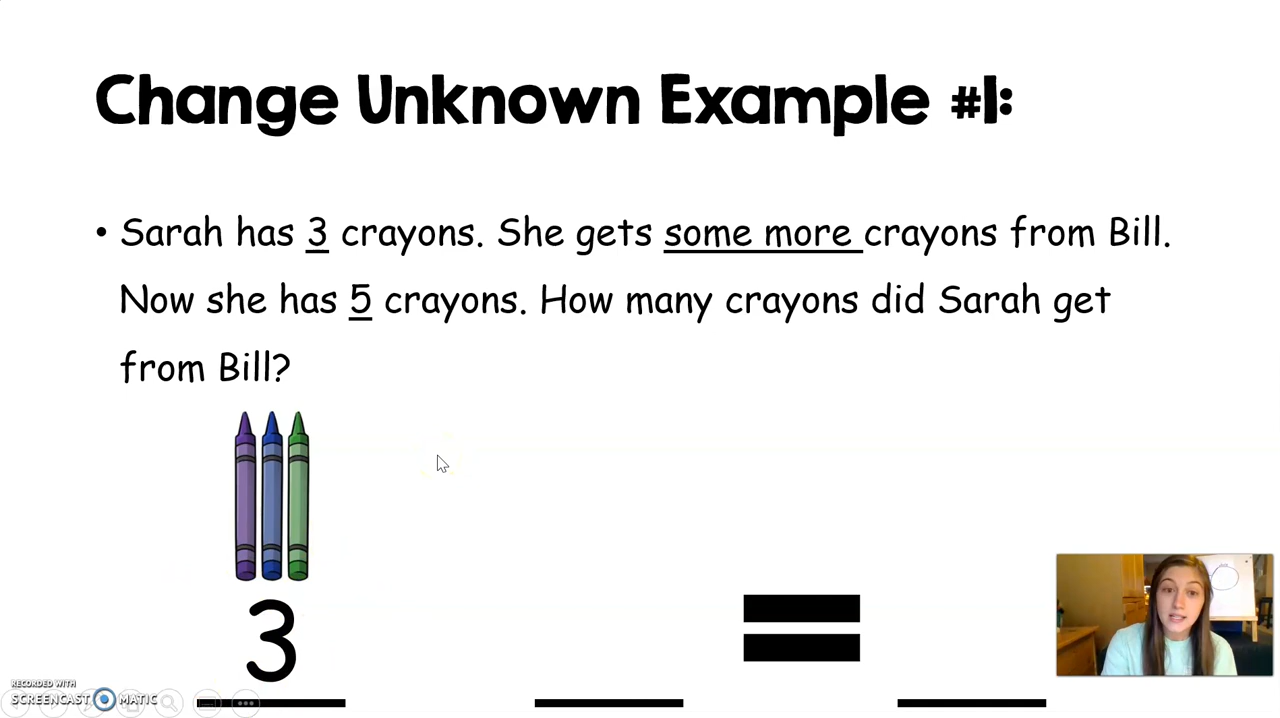 Change Unknown Example #1:
• Sarah has 3 crayons. She gets some more crayons from Bill.
Now she has 5 crayons. How many crayons did Sarah get
from Bill?
3 =
RECORDED WITH
SCREENCAST MATIC